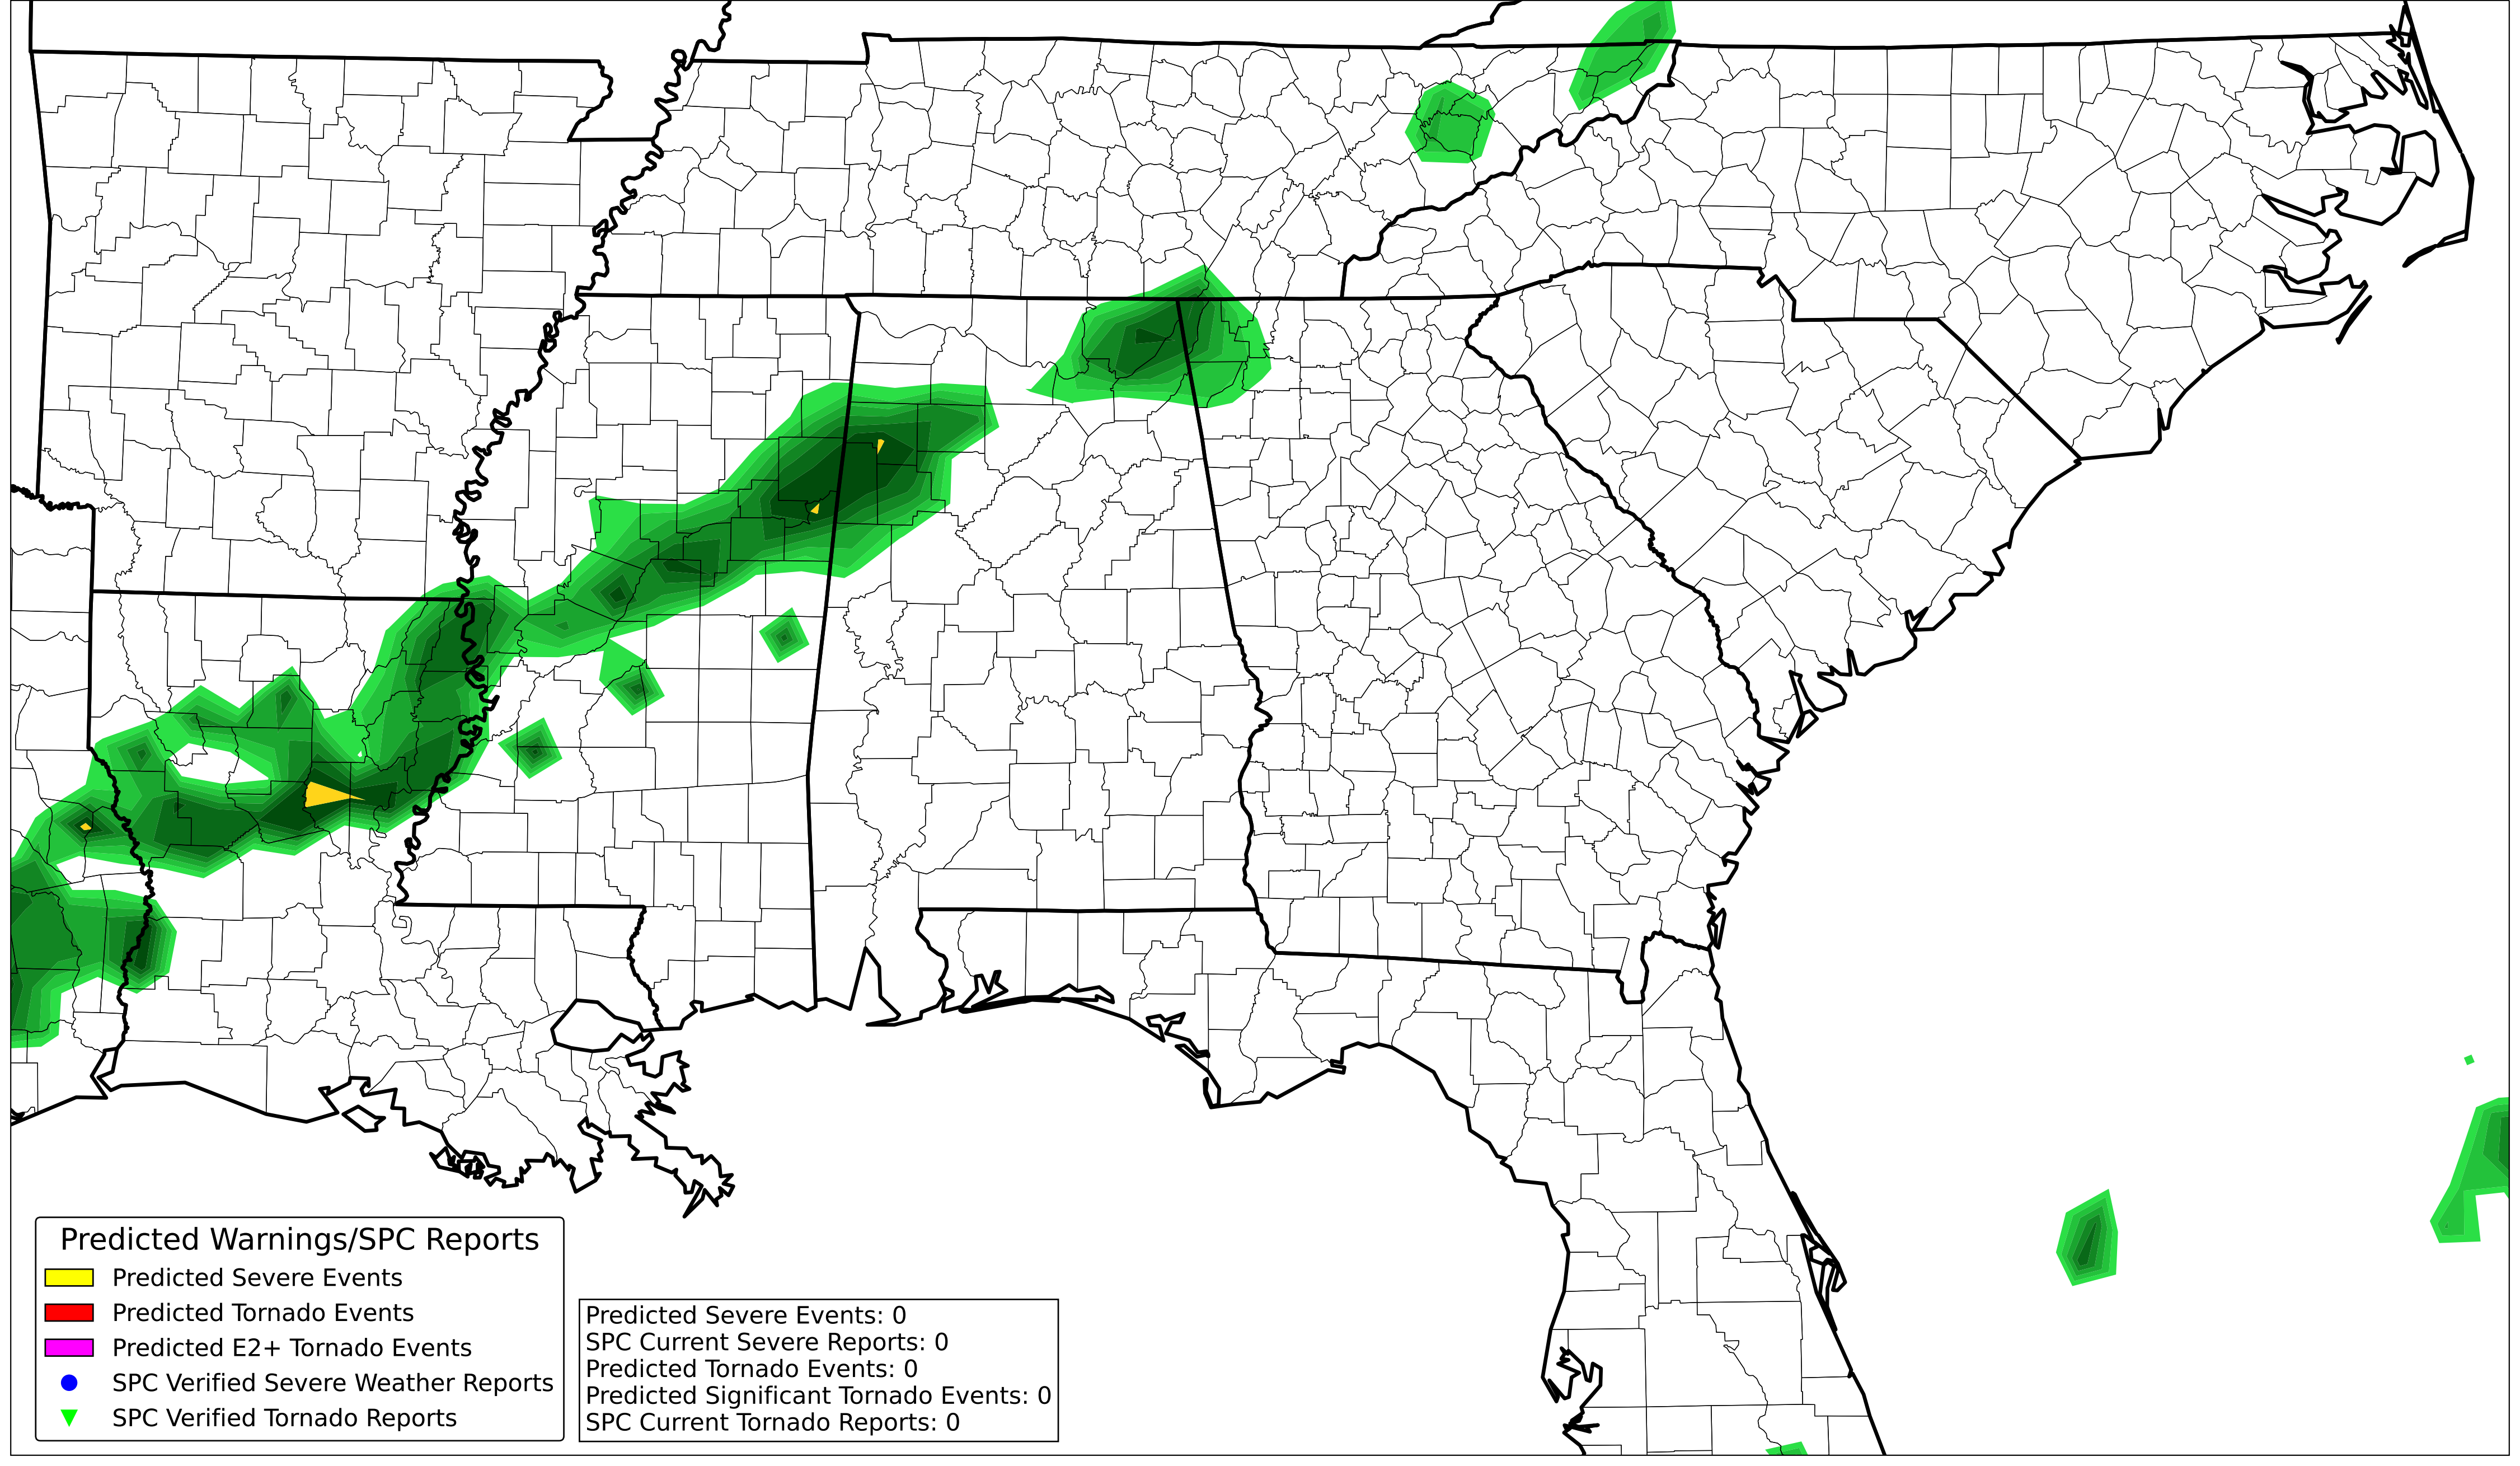 Predicted Warnings/SPC Reports
Predicted Severe Events
Predicted Tornado Events
Predicted E2+ Tornado Events
SPC Verified Severe Weather Reports
SPC Verified Tornado Reports
Predicted Severe Events: 0
SPC Current Severe Reports: 0
Predicted Tornado Events: 0
Predicted Significant Tornado Events: 0
SPC Current Tornado Reports: 0